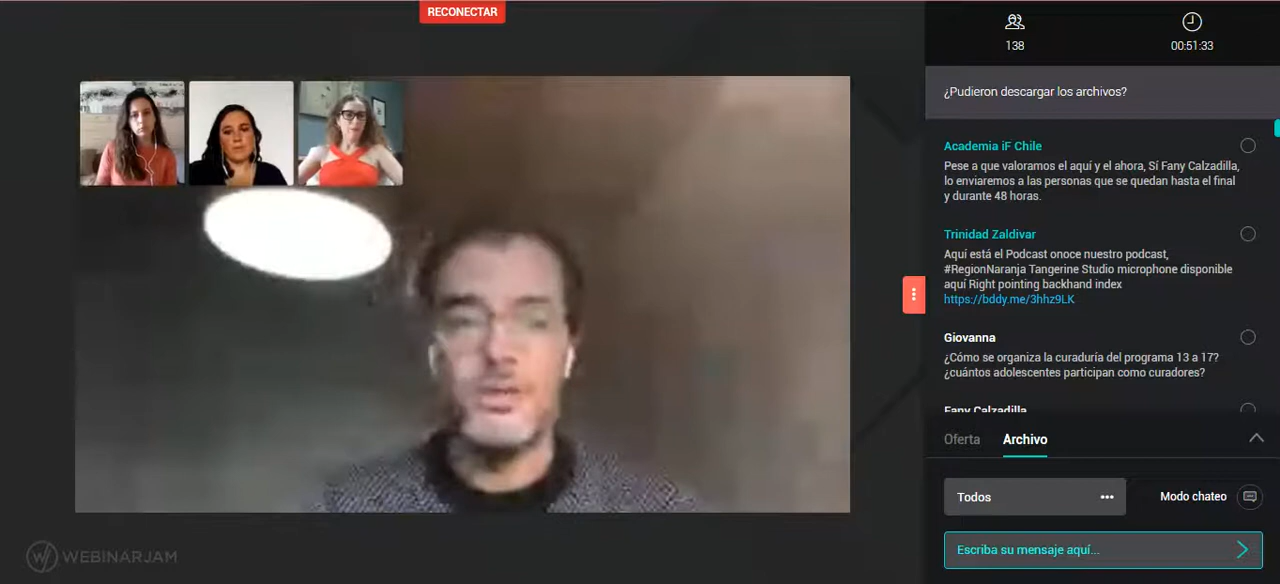 RECONECTAR
138
00:51:33
¿Pudieron descargar los archivos?
Academia iF Chile
Pese a que valoramos el aquí y el ahora, Sí Fany Calzadilla,
lo enviaremos a las personas que se quedan hasta el final
y durante 48 horas.
Trinidad Zaldivar
Aquí está el Podcast onoce nuestro podcast,
#RegionNaranja Tangerine Studio microphone disponible
aquí Right pointing backhand index
https://bddy.me/3hhz9LK
Giovanna
¿Cómo se organiza la curaduría del programa 13 a 17?
¿cuántos adolescentes participan como curadores?
Fany Calzadilla
Oferta Archivo
Todos
Modo chateo
Escriba su mensaje aquí...
WEBINARJAM